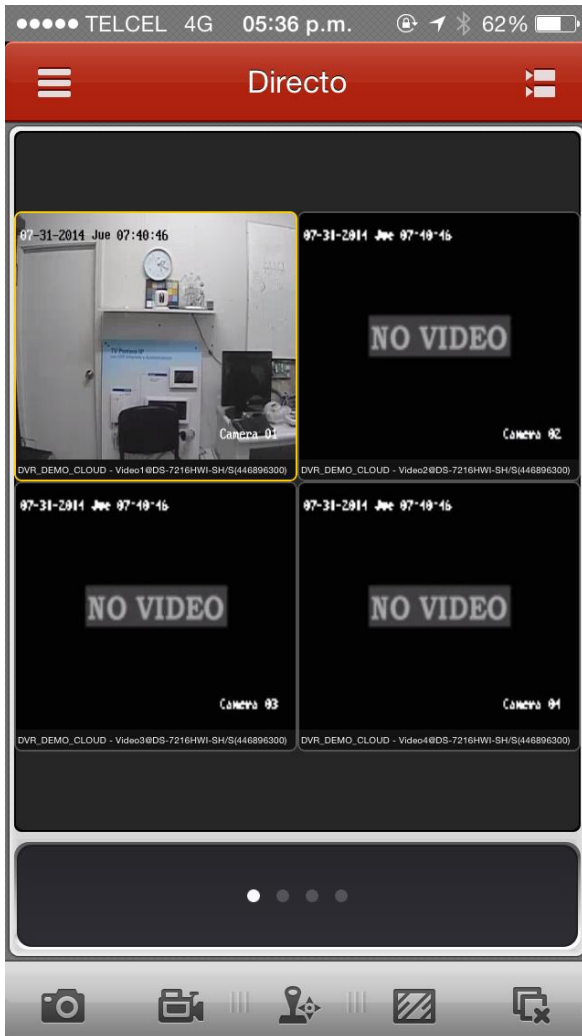 TELCEL 4G 05:36 p.m. 62%
Directo
07-31-2014 Jue 07:40:46
07-31-2014 Jue 07:40:46
NO VIDEO
Camera 01
Camera 02
DVR_DEMO_CLOUD - Video1@DS-7216HWI-SH/S(446896300)
DVR_DEMO_CLOUD - Video2@DS-7216HWI-SH/S(446896300)
07-31-2014 Jue 07:40:46
07-31-2014 Jue 07:40:46
NO VIDEO
NO VIDEO
Camera 03
Camera 04
DVR_DEMO_CLOUD - Video3@DS-7216HWI-SH/S(446896300)
DVR_DEMO_CLOUD - Video4@DS-7216HWI-SH/S(446896300)